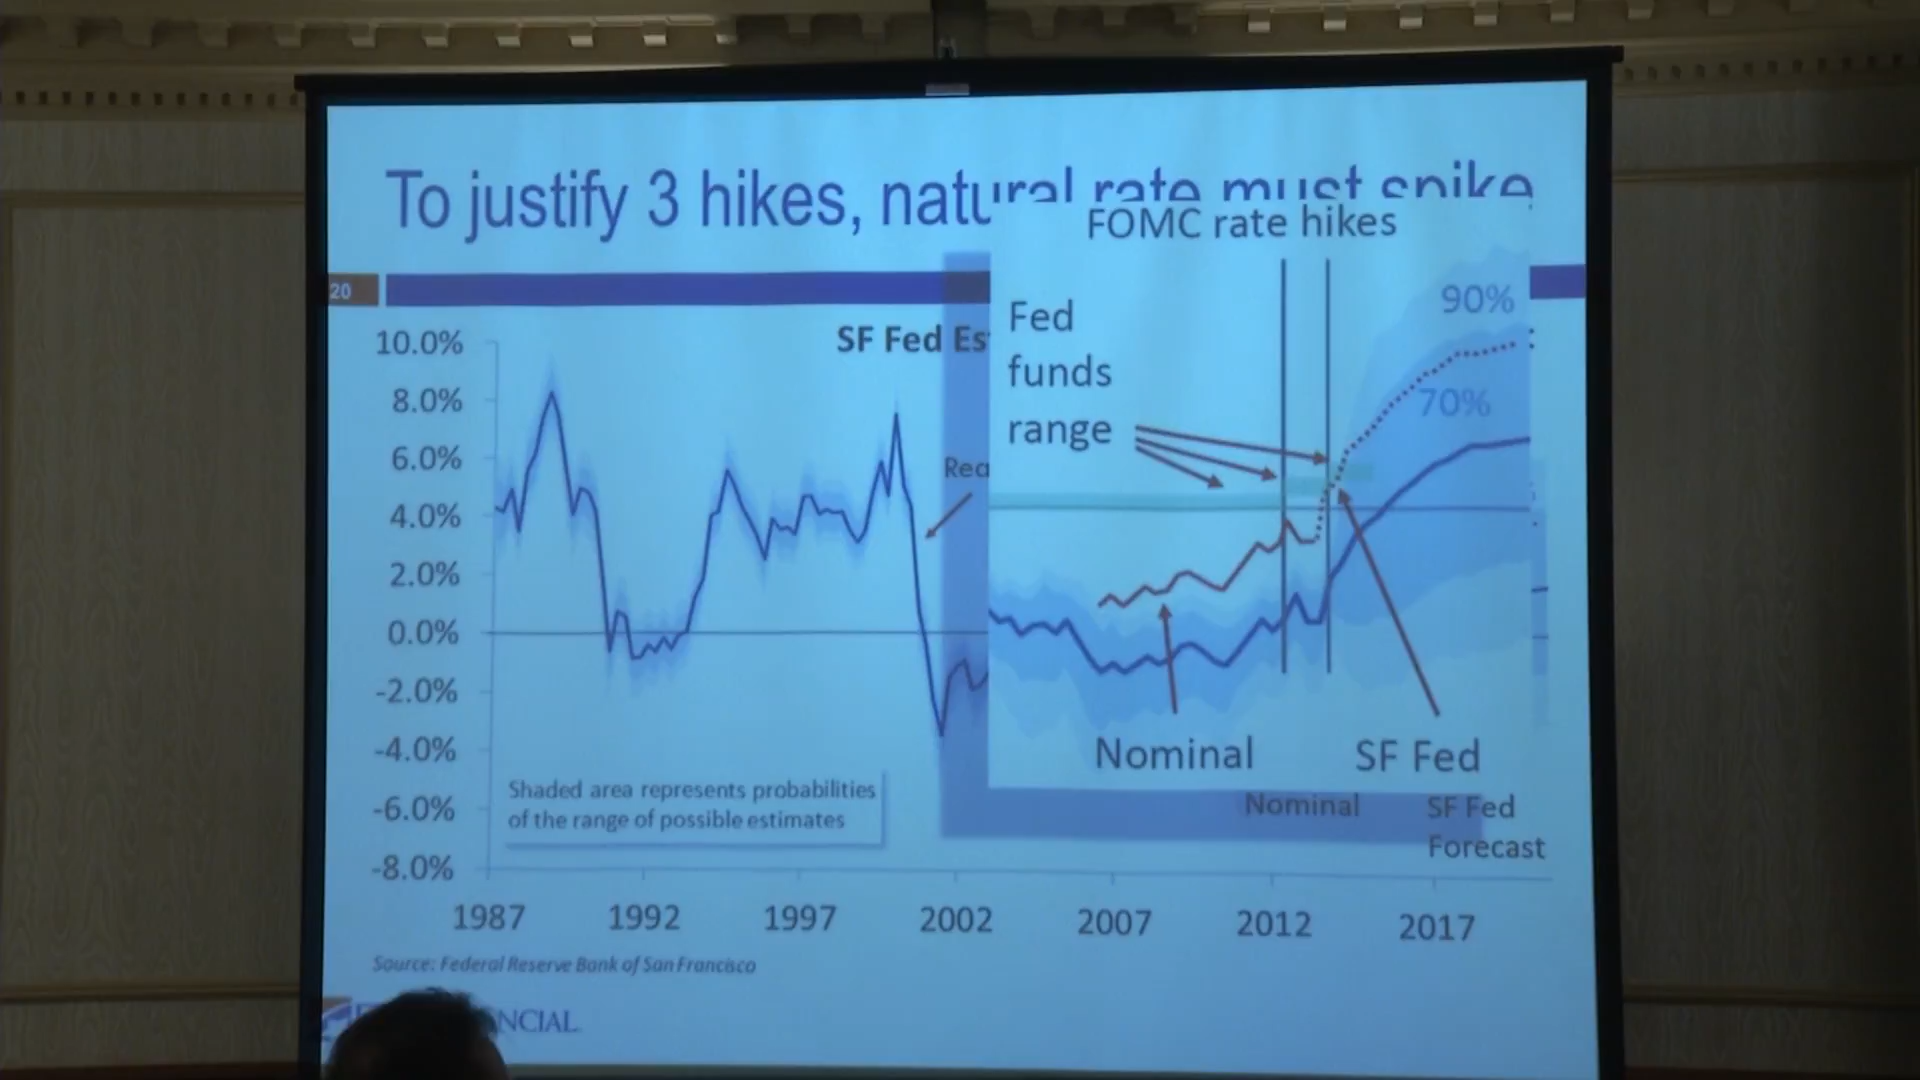 To justify 3 hikes, natural rate must spike
20
FOMC rate hikes
SF Fed Es
Fed
funds
range
90%
70%
Nominal
SF Fed
10.0%
8.0%
6.0%
4.0%
2.0%
0.0%
-2.0%
-4.0%
-6.0%
-8.0%
Shaded area represents probabilities
of the range of possible estimates
Nominal
SF Fed
Forecast
1987 1992 1997 2002 2007 2012 2017
Source: Federal Reserve Bank of San Francisco